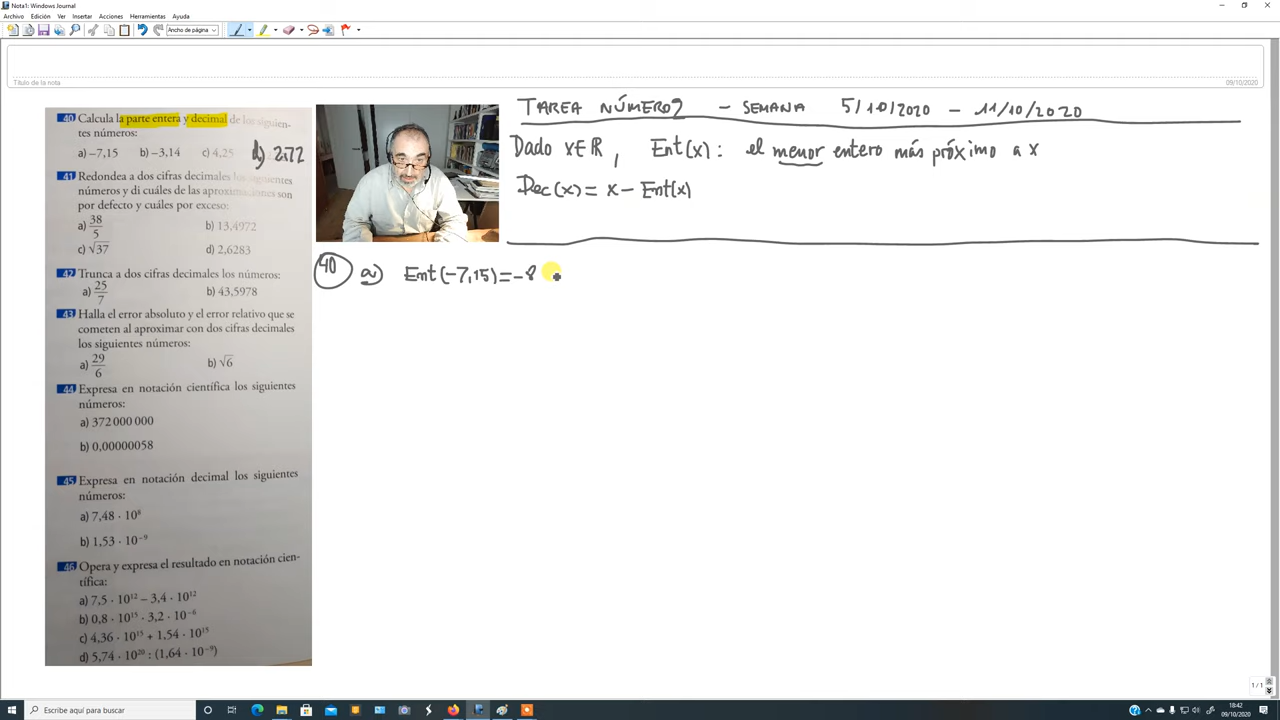 Nota1: Windows Journal
Archivo Edición Ver Insertar Acciones Herramientas Ayuda
Ancho de página
Título de la nota
09/10/2020
TAREA NÚMERO 2 – SEMANA 5/10/2020 – 11/10/2020
Dado x∈ℝ, Ent(x): el menor entero más próximo a x
Dec(x) = x – Ent(x)
40 Calcula la parte entera y decimal de los siguien-
tes números:
a) –7,15 b) –3,14 c) 4,25 d) 2572
41 Redondea a dos cifras decimales los siguientes
números y di cuáles de las aproximaciones son
por defecto y cuáles por exceso:
a) 38/5 b) 13,4972
c) √37 d) 2,6283
42 Trunca a dos cifras decimales los números:
a) 25/7 b) 43,5978
43 Halla el error absoluto y el error relativo que se
cometen al aproximar con dos cifras decimales
los siguientes números:
a) 29/6 b) √6
44 Expresa en notación científica los siguientes
números:
a) 372 000 000
b) 0,00000058
45 Expresa en notación decimal los siguientes
números:
a) 7,48 · 10⁸
b) 1,53 · 10⁻⁹
46 Opera y expresa el resultado en notación cien-
tífica:
a) 7,5 · 10¹² – 3,4 · 10¹²
b) 0,8 · 10¹⁵ · 3,2 · 10⁻⁶
c) 4,36 · 10¹⁵ + 1,54 · 10¹⁵
d) 5,74 · 10²⁰ : (1,64 · 10⁻⁹)
40 a) Ent(–7,15) = –8
1/1
Escribe aquí para buscar
18:42
09/10/2020